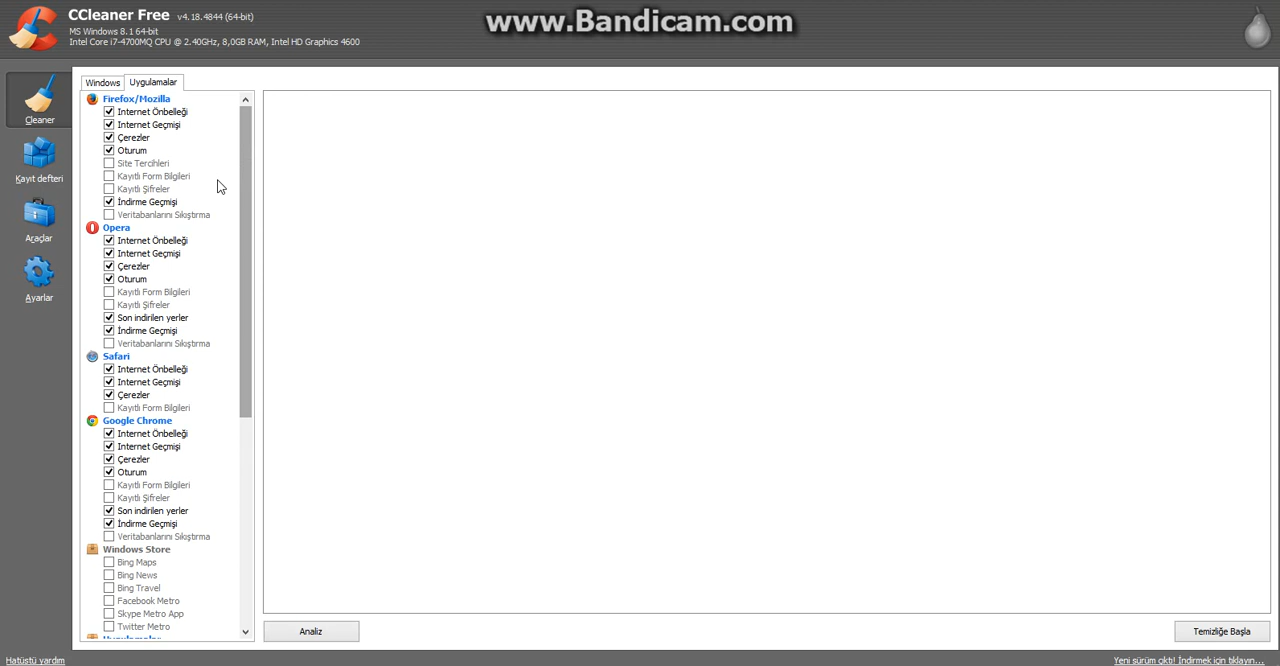 CCleaner Free v4.18.4844 (64-bit)
MS Windows 8.1 64-bit
Intel Core i7-4700MQ CPU @ 2.40GHz, 8,0GB RAM, Intel HD Graphics 4600
www.Bandicam.com
Cleaner
Kayıt defteri
Araçlar
Ayarlar
Windows
Uygulamalar
Firefox/Mozilla
Internet Önbelleği
Internet Geçmişi
Çerezler
Oturum
Site Tercihleri
Kayıtlı Form Bilgileri
Kayıtlı Şifreler
İndirme Geçmişi
Veritabanlarını Sıkıştırma
Opera
Internet Önbelleği
Internet Geçmişi
Çerezler
Oturum
Kayıtlı Form Bilgileri
Kayıtlı Şifreler
Son indirilen yerler
İndirme Geçmişi
Veritabanlarını Sıkıştırma
Safari
Internet Önbelleği
Internet Geçmişi
Çerezler
Kayıtlı Form Bilgileri
Google Chrome
Internet Önbelleği
Internet Geçmişi
Çerezler
Oturum
Kayıtlı Form Bilgileri
Kayıtlı Şifreler
Son indirilen yerler
İndirme Geçmişi
Veritabanlarını Sıkıştırma
Windows Store
Bing Maps
Bing News
Bing Travel
Facebook Metro
Skype Metro App
Twitter Metro
Uygulamalar
Analiz
Temizliğe Başla
Hatüstü yardım
Yeni sürüm çıktı! İndirmek için tıklayın...